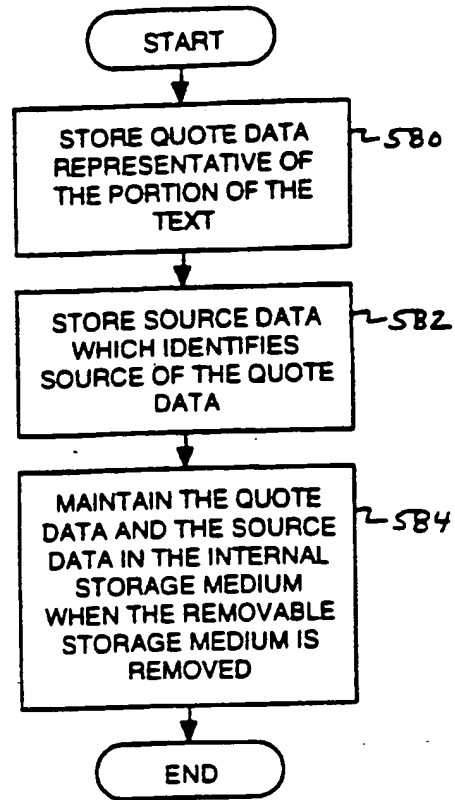 START
STORE QUOTE DATA
REPRESENTATIVE OF
THE PORTION OF THE
TEXT
580
STORE SOURCE DATA
WHICH IDENTIFIES
SOURCE OF THE QUOTE
DATA
582
MAINTAIN THE QUOTE
DATA AND THE SOURCE
DATA IN THE INTERNAL
STORAGE MEDIUM
WHEN THE REMOVABLE
STORAGE MEDIUM IS
REMOVED
584
END